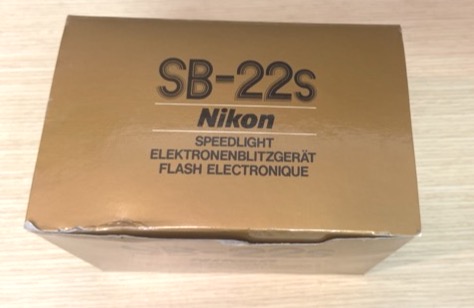 SB-22s
Nikon
SPEEDLIGHT
ELEKTRONENBLITZGERÄT
FLASH ELECTRONIQUE